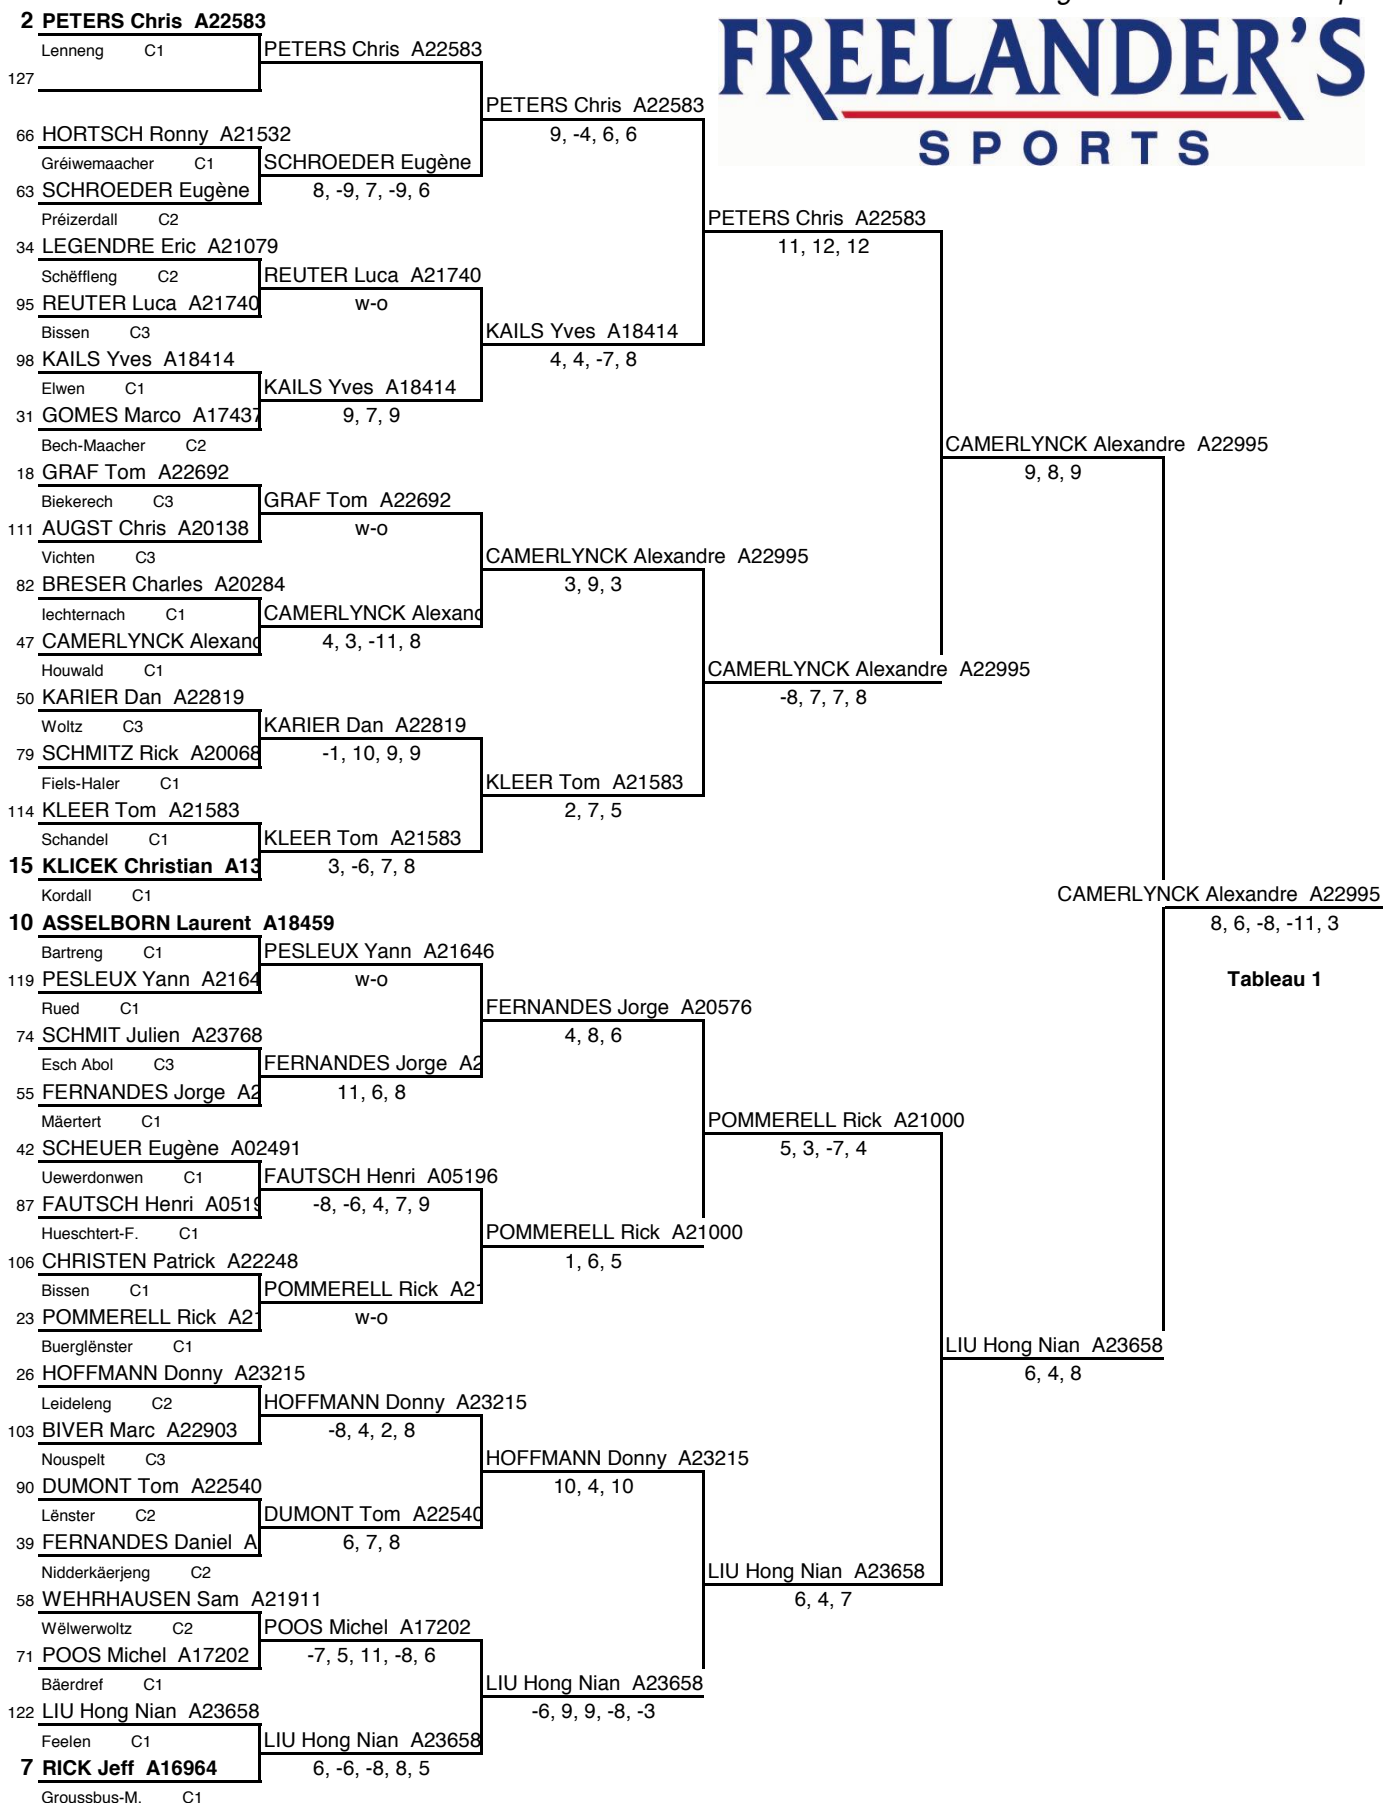 FREELANDER'S
SPORTS
2 PETERS Chris A22583
Lenneng C1
PETERS Chris A22583
127
PETERS Chris A22583
9, -4, 6, 6
66 HORTSCH Ronny A21532
Gréiwemaacher C1
SCHROEDER Eugène
63 SCHROEDER Eugène
8, -9, 7, -9, 6
Préizerdall C2
PETERS Chris A22583
11, 12, 12
34 LEGENDRE Eric A21079
Schëffleng C2
REUTER Luca A21740
95 REUTER Luca A21740
w-o
Bissen C3
KAILS Yves A18414
4, 4, -7, 8
98 KAILS Yves A18414
Elwen C1
KAILS Yves A18414
31 GOMES Marco A17437
9, 7, 9
Bech-Maacher C2
CAMERLYNCK Alexandre A22995
9, 8, 9
18 GRAF Tom A22692
Biekerech C3
GRAF Tom A22692
111 AUGST Chris A20138
w-o
Vichten C3
CAMERLYNCK Alexandre A22995
3, 9, 3
82 BRESER Charles A20284
Iechternach C1
CAMERLYNCK Alexand
47 CAMERLYNCK Alexand
4, 3, -11, 8
Houwald C1
CAMERLYNCK Alexandre A22995
-8, 7, 7, 8
50 KARIER Dan A22819
Woltz C3
KARIER Dan A22819
79 SCHMITZ Rick A20068
-1, 10, 9, 9
Fiels-Haler C1
KLEER Tom A21583
2, 7, 5
114 KLEER Tom A21583
Schandel C1
KLEER Tom A21583
15 KLICEK Christian A13
3, -6, 7, 8
Kordall C1
CAMERLYNCK Alexandre A22995
8, 6, -8, -11, 3
Tableau 1
10 ASSELBORN Laurent A18459
Bartreng C1
PESLEUX Yann A21646
119 PESLEUX Yann A2164
w-o
Rued C1
FERNANDES Jorge A20576
4, 8, 6
74 SCHMIT Julien A23768
Esch Abol C3
FERNANDES Jorge A2
55 FERNANDES Jorge A2
11, 6, 8
Mäertert C1
POMMERELL Rick A21000
5, 3, -7, 4
42 SCHEUER Eugène A02491
Uewerdonwen C1
FAUTSCH Henri A05196
87 FAUTSCH Henri A0519
-8, -6, 4, 7, 9
Hueschtert-F. C1
POMMERELL Rick A21000
1, 6, 5
106 CHRISTEN Patrick A22248
Bissen C1
POMMERELL Rick A21
23 POMMERELL Rick A21
w-o
Buerglënster C1
LIU Hong Nian A23658
6, 4, 8
26 HOFFMANN Donny A23215
Leideleng C2
HOFFMANN Donny A23215
103 BIVER Marc A22903
-8, 4, 2, 8
Nouspelt C3
HOFFMANN Donny A23215
10, 4, 10
90 DUMONT Tom A22540
Lënster C2
DUMONT Tom A22540
39 FERNANDES Daniel A
6, 7, 8
Nidderkäerjeng C2
LIU Hong Nian A23658
6, 4, 7
58 WEHRHAUSEN Sam A21911
Wëlwerwoltz C2
POOS Michel A17202
71 POOS Michel A17202
-7, 5, 11, -8, 6
Bäerdref C1
LIU Hong Nian A23658
-6, 9, 9, -8, -3
122 LIU Hong Nian A23658
Feelen C1
LIU Hong Nian A23658
7 RICK Jeff A16964
6, -6, -8, 8, 5
Groussbus-M. C1